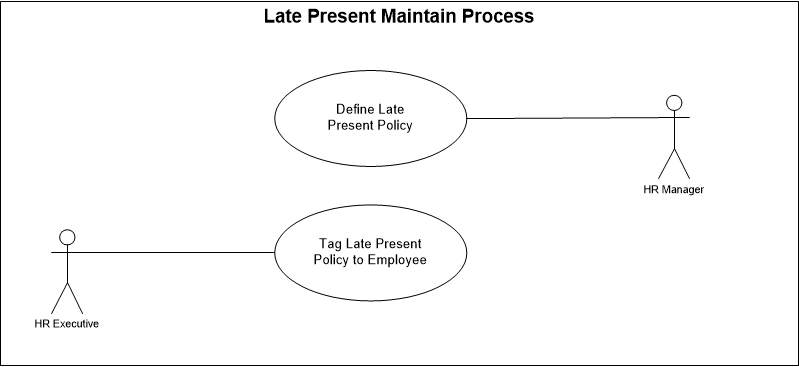 Late Present Maintain Process
Define Late
Present Policy
HR Manager
Tag Late Present
Policy to Employee
HR Executive